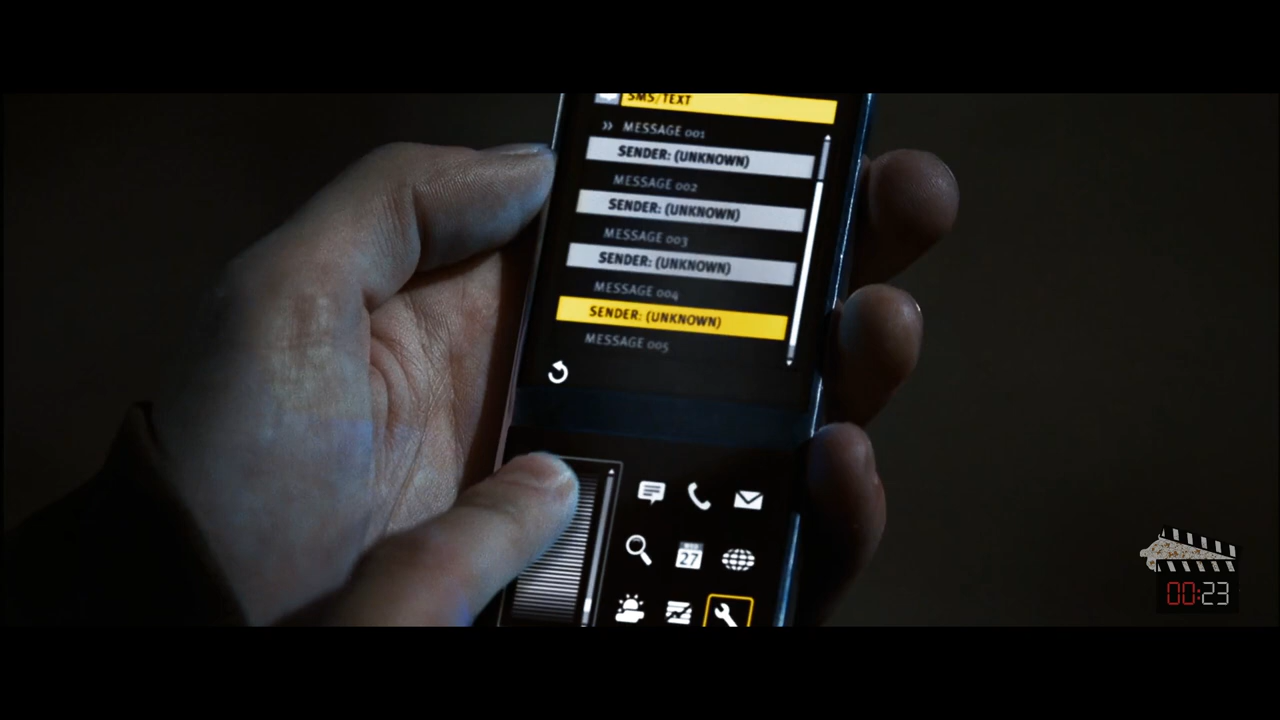 SMS/TEXT
» MESSAGE 001
SENDER: (UNKNOWN)
MESSAGE 002
SENDER: (UNKNOWN)
MESSAGE 003
SENDER: (UNKNOWN)
MESSAGE 004
SENDER: (UNKNOWN)
MESSAGE 005
27
00:23